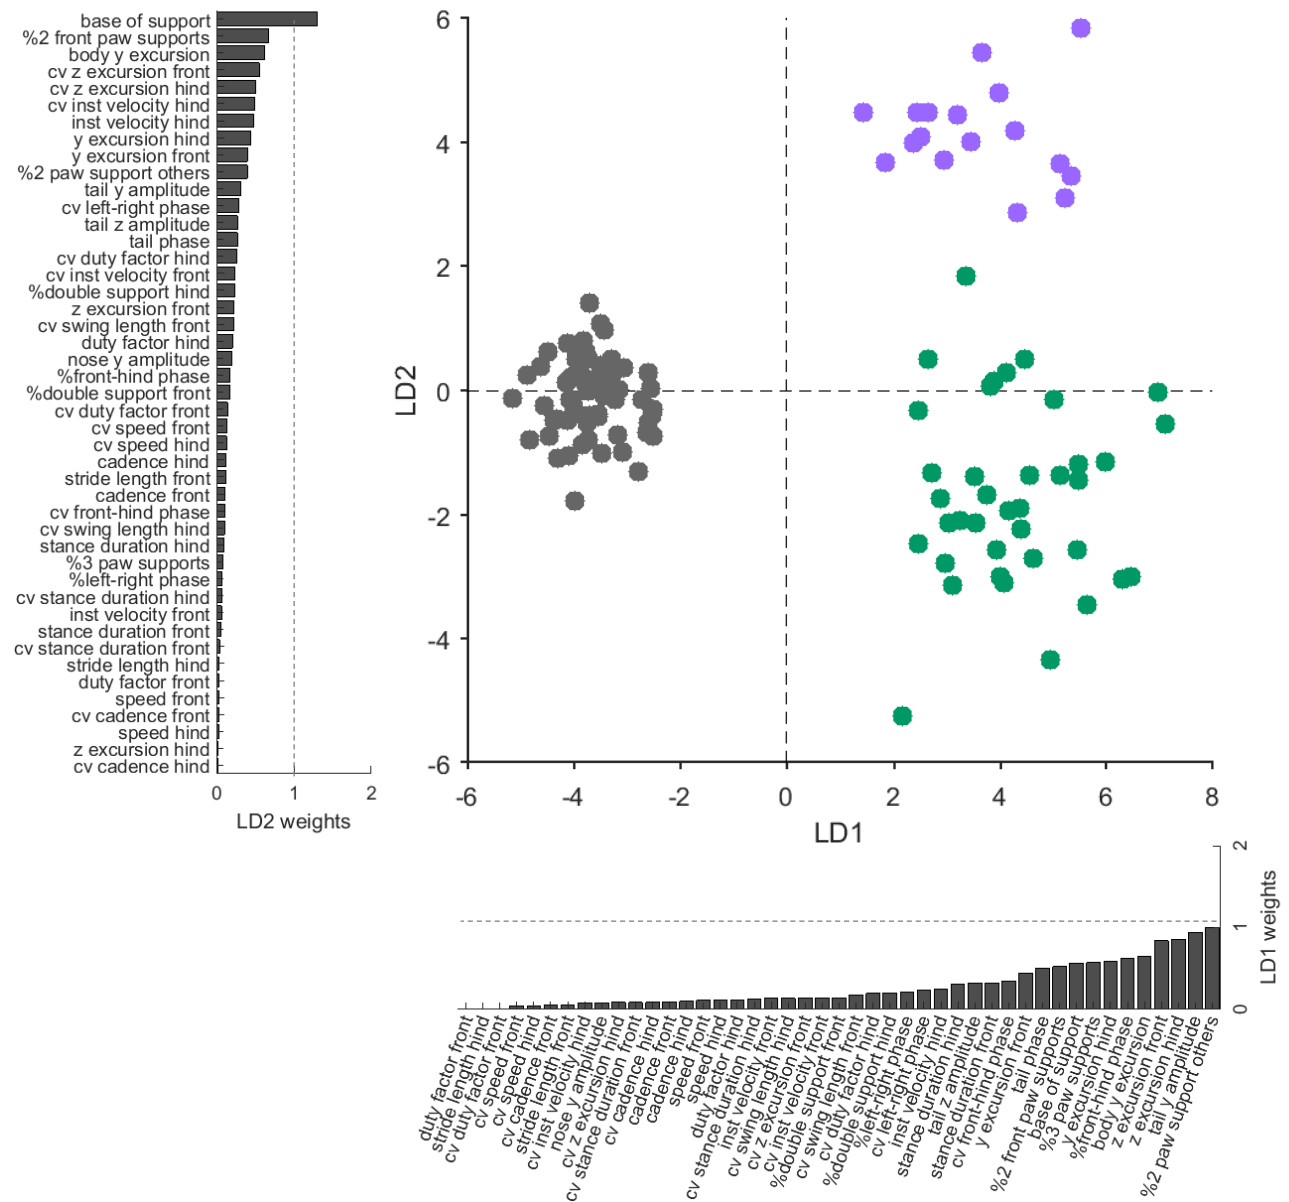 base of support
%2 front paw supports
body y excursion
cv z excursion front
cv z excursion hind
cv inst velocity hind
inst velocity hind
y excursion hind
y excursion front
%2 paw support others
tail y amplitude
cv left-right phase
tail z amplitude
tail phase
cv duty factor hind
cv inst velocity front
%double support hind
z excursion front
cv swing length front
duty factor hind
nose y amplitude
%front-hind phase
%double support front
cv duty factor front
cv speed front
cv speed hind
cadence hind
stride length front
cadence front
cv front-hind phase
cv swing length hind
stance duration hind
%3 paw supports
%left-right phase
cv stance duration hind
inst velocity front
stance duration front
cv stance duration front
stride length hind
duty factor front
speed front
cv cadence front
speed hind
z excursion hind
cv cadence hind
0 1 2
LD2 weights
6
4
2
0
-2
-4
-6
LD2
-6 -4 -2 0 2 4 6 8
LD1
2
1
0
LD1 weights
duty factor front
stride length hind
cv duty factor front
cv speed front
cv speed hind
cv cadence front
stride length front
cv inst velocity hind
nose y amplitude
cv z excursion hind
cv stance duration front
cv cadence hind
cadence front
cadence hind
speed front
speed hind
duty factor hind
cv stance duration hind
inst velocity front
cv swing length hind
cv z excursion front
cv inst velocity front
%double support front
cv swing length front
cv duty factor hind
%double support hind
%left-right phase
cv left-right phase
inst velocity hind
stance duration hind
tail z amplitude
stance duration front
cv front-hind phase
y excursion front
tail phase
%2 front paw supports
base of support
%3 paw supports
y excursion hind
%front-hind phase
body y excursion
z excursion front
z excursion hind
tail y amplitude
%2 paw support others